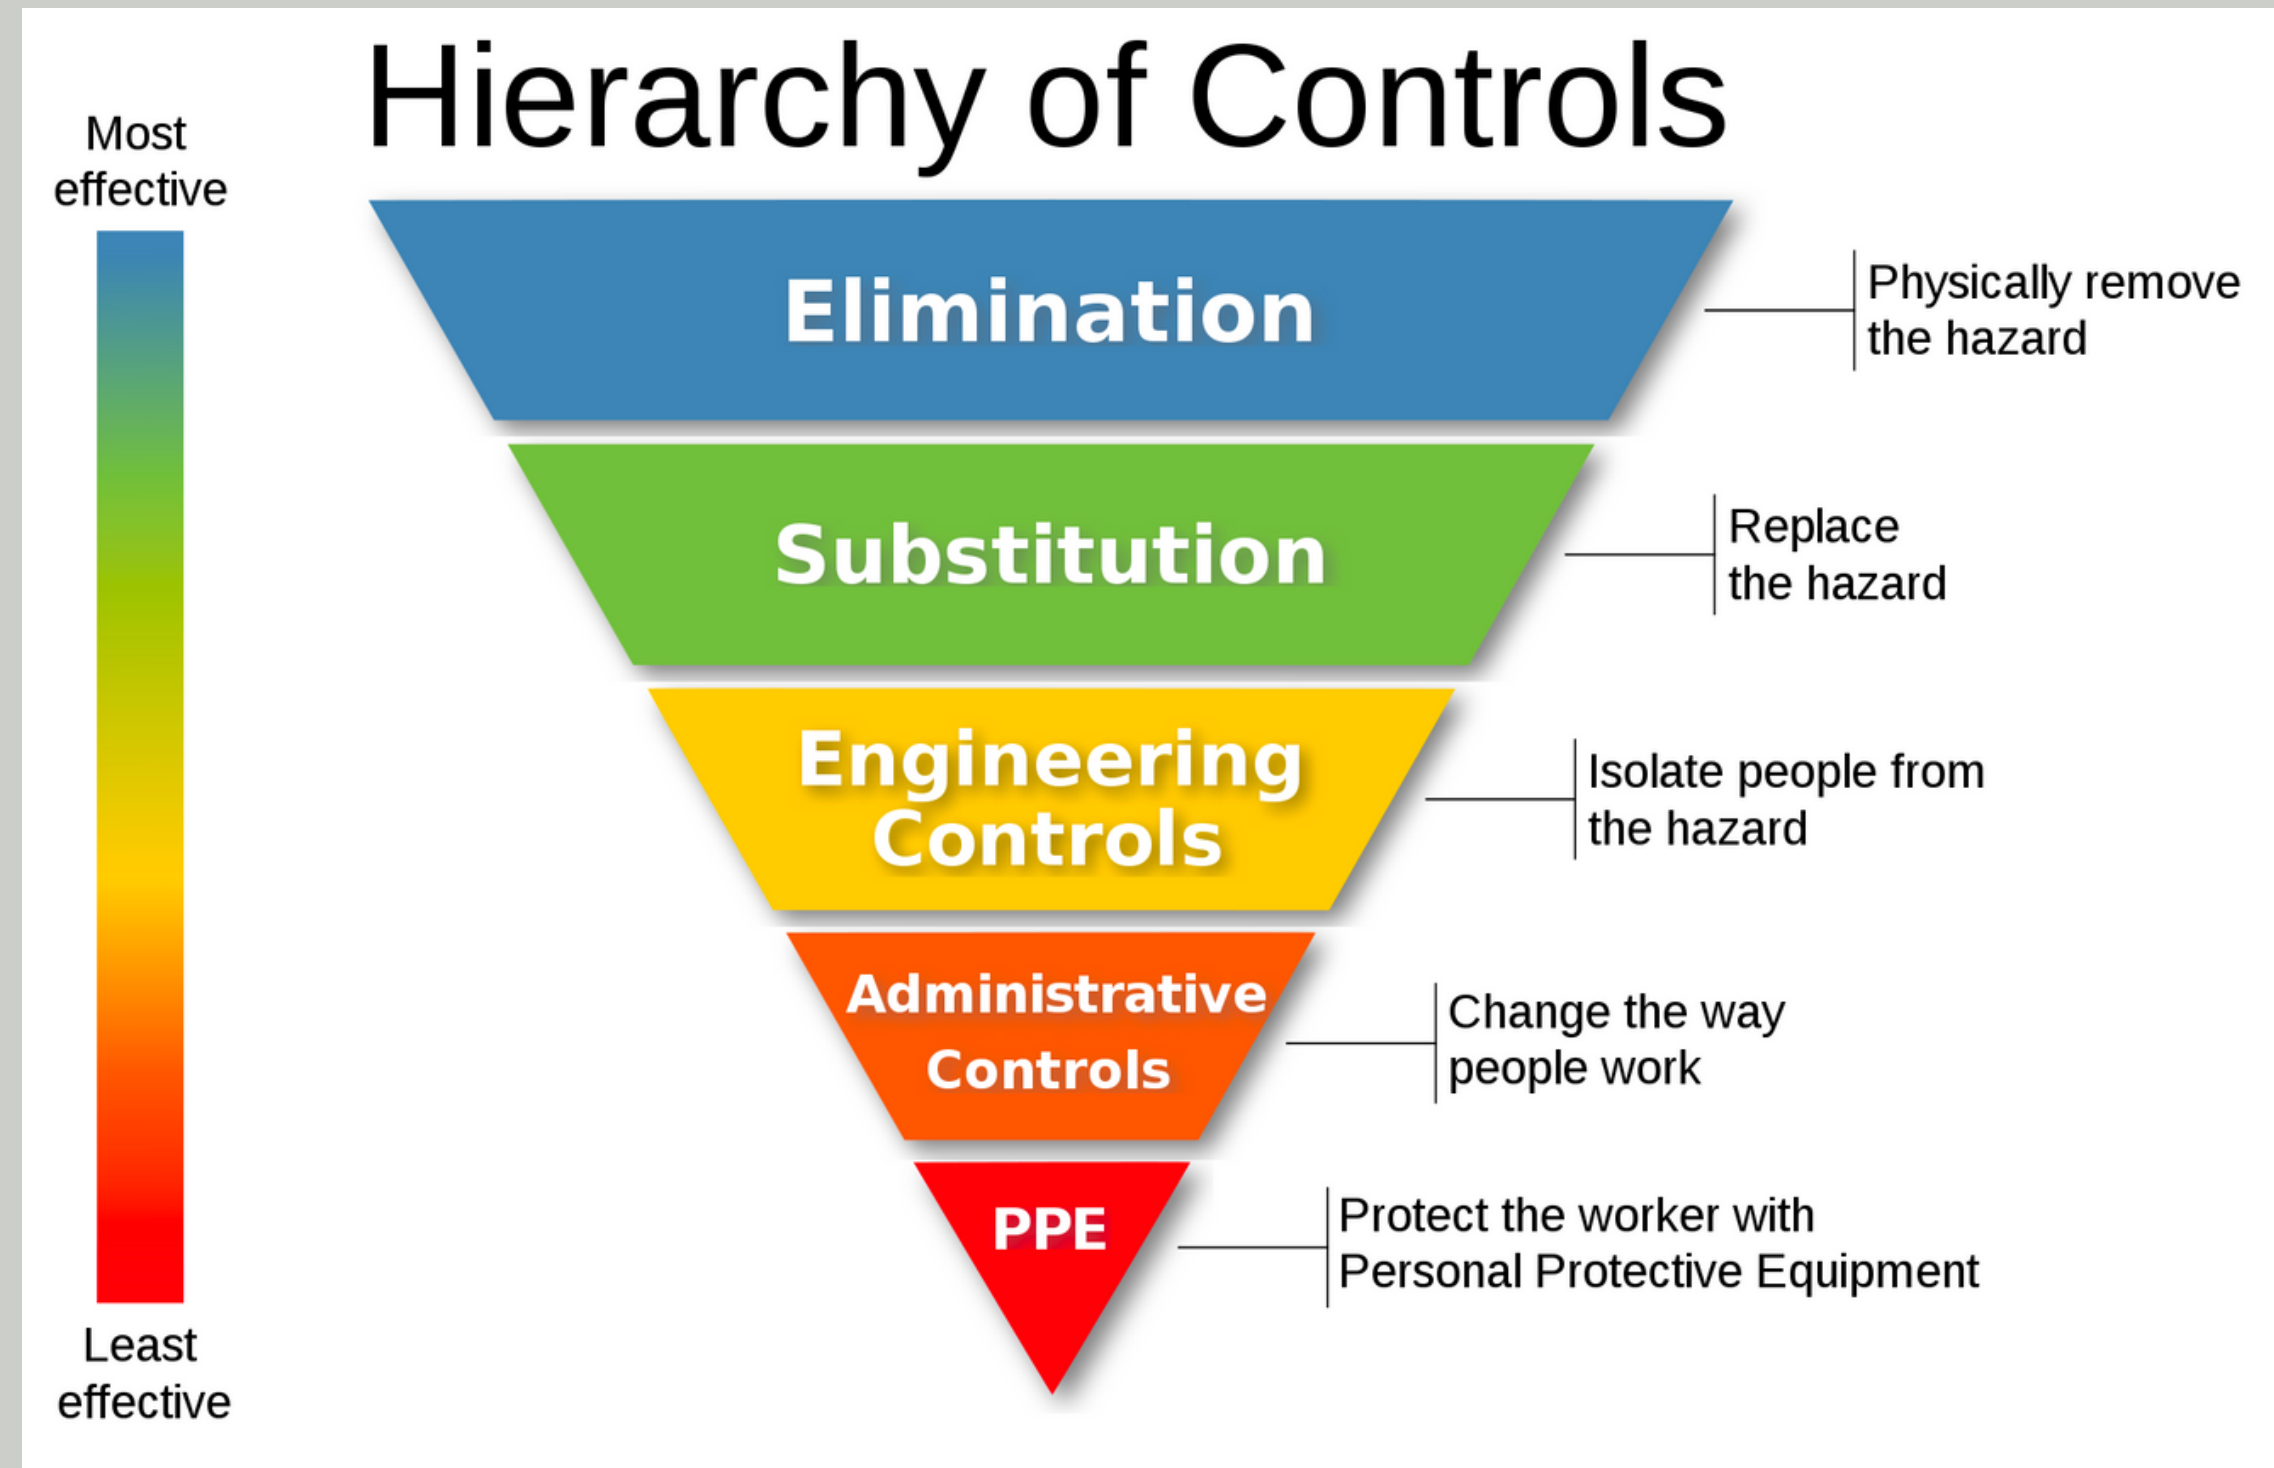 Hierarchy of Controls
Most
effective
Elimination
Physically remove
the hazard
Substitution
Replace
the hazard
Engineering
Controls
Isolate people from
the hazard
Administrative
Controls
Change the way
people work
PPE
Protect the worker with
Personal Protective Equipment
Least
effective